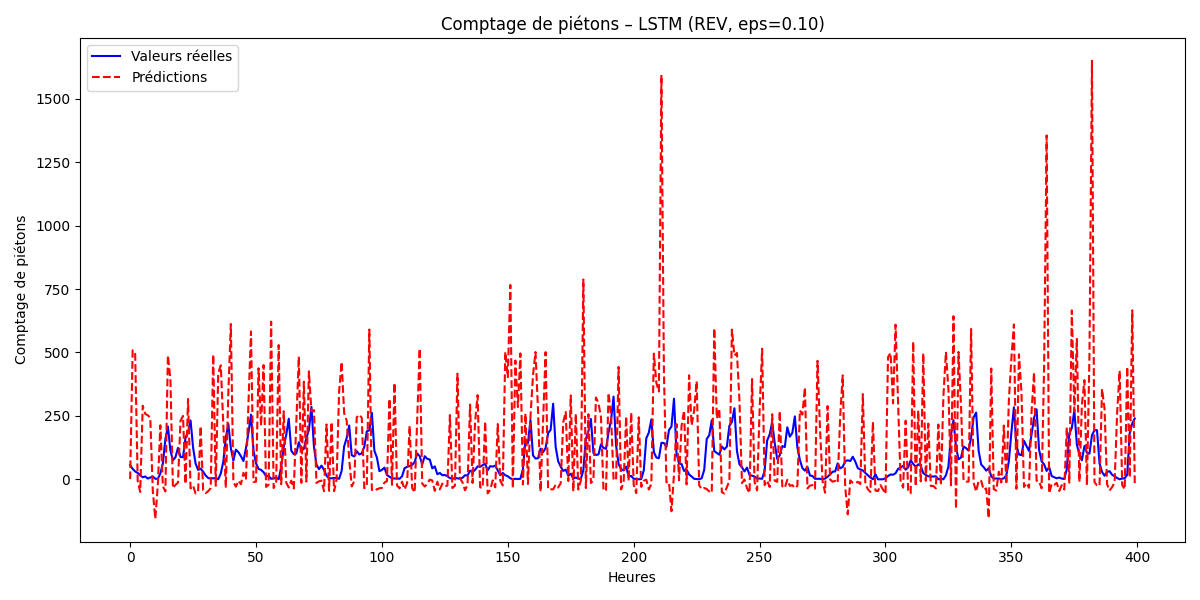 Comptage de piétons – LSTM (REV, eps=0.10)
Valeurs réelles
Prédictions
Comptage de piétons
1500
1250
1000
750
500
250
0
0 50 100 150 200 250 300 350 400
Heures